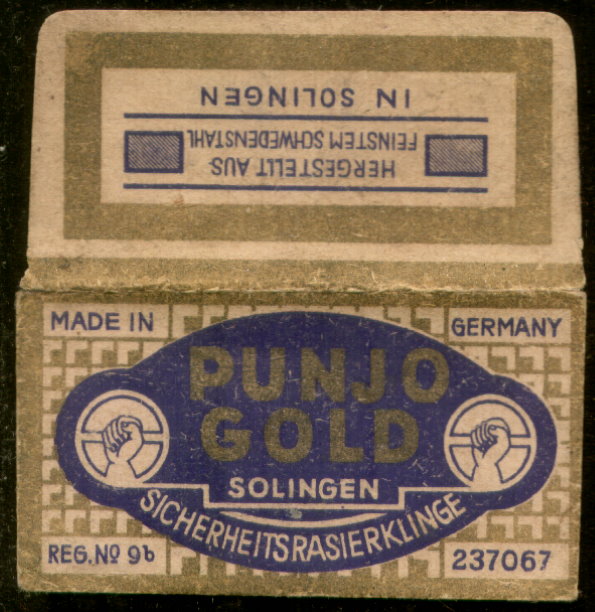 HERGESTELLT AUS
FEINSTEM SCHWEDENSTAHL
IN SOLINGEN
MADE IN GERMANY
PUNJO
GOLD
SOLINGEN
SICHERHEITSRASIERKLINGE
REG. Nº 9b 237067